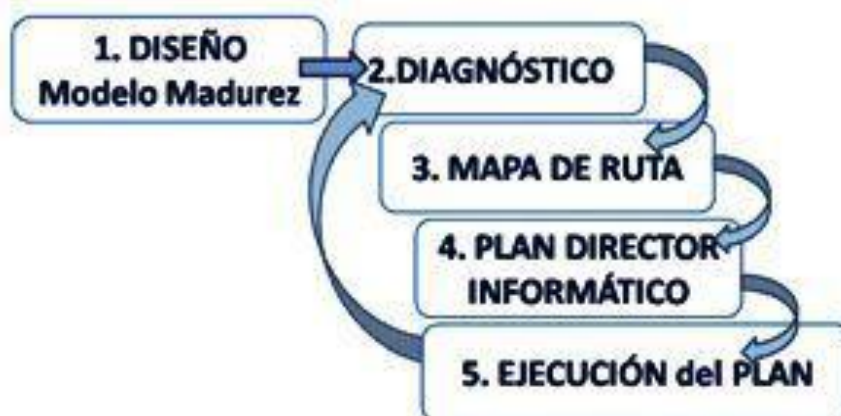 1. DISEÑO
Modelo Madurez
2.DIAGNÓSTICO
3. MAPA DE RUTA
4. PLAN DIRECTOR
INFORMÁTICO
5. EJECUCIÓN del PLAN